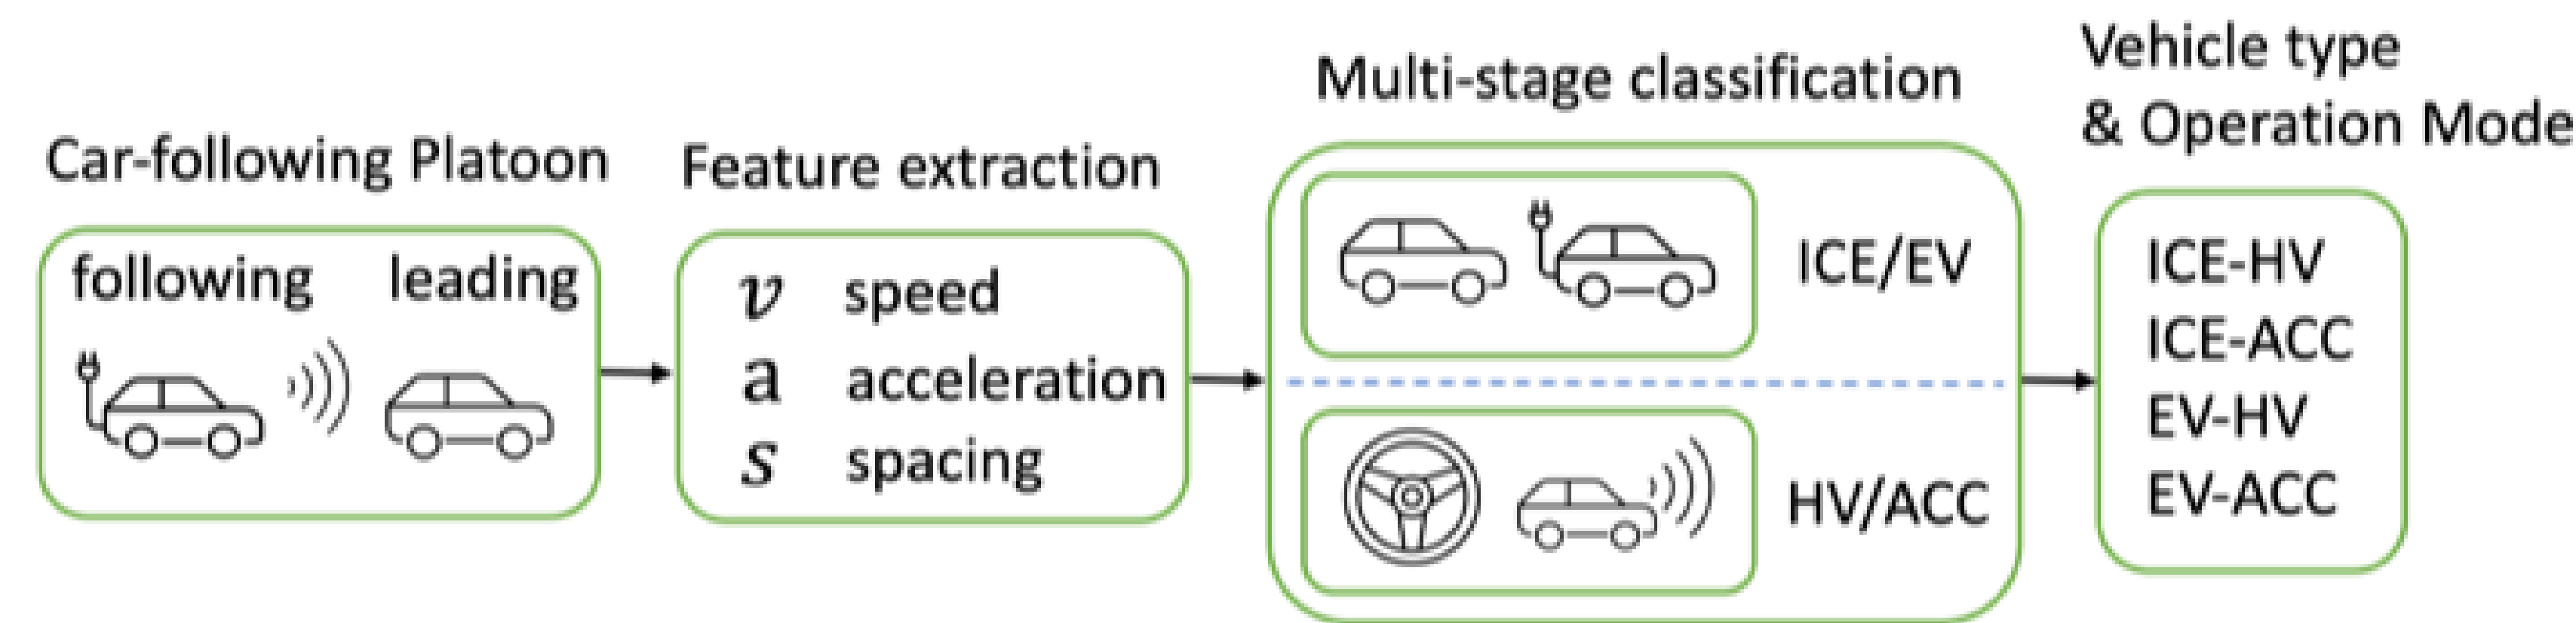 Car-following Platoon
following leading
Feature extraction
v speed
a acceleration
s spacing
Multi-stage classification
ICE/EV
HV/ACC
Vehicle type
& Operation Mode
ICE-HV
ICE-ACC
EV-HV
EV-ACC